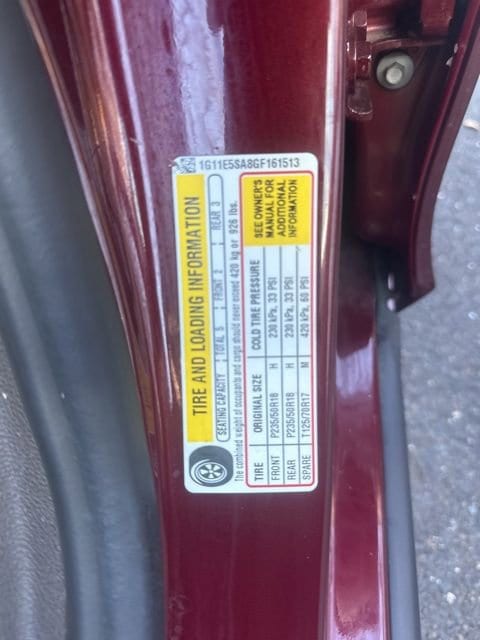 1G11E5SA8GF161513
TIRE AND LOADING INFORMATION
SEATING CAPACITY TOTAL 5 FRONT 2 REAR 3
The combined weight of occupants and cargo should never exceed 420 kg or 926 lbs.
TIRE ORIGINAL SIZE COLD TIRE PRESSURE
FRONT P235/50R18 H 230 kPa, 33 PSI
REAR P235/50R18 H 230 kPa, 33 PSI
SPARE T125/70R17 M 420 kPa, 60 PSI
SEE OWNER'S
MANUAL FOR
ADDITIONAL
INFORMATION